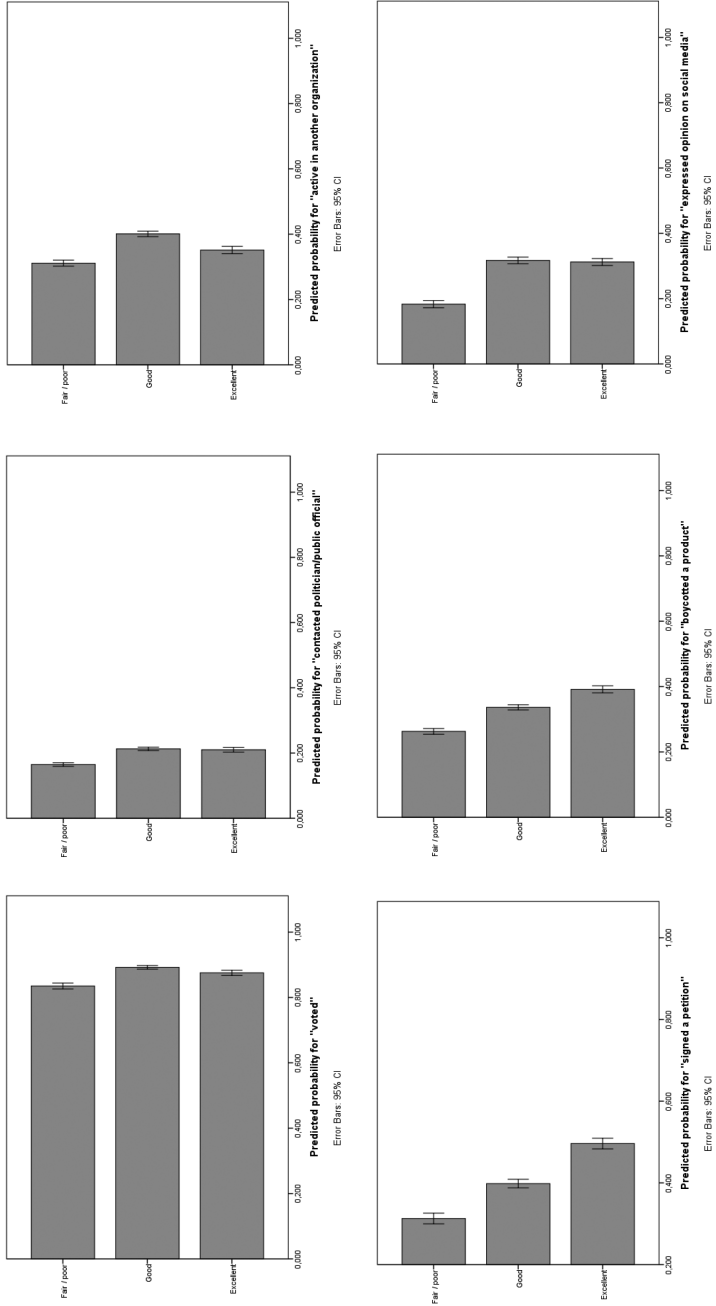 Fair / poor
Good
Excellent
0,000 0,200 0,400 0,600 0,800 1,000
Predicted probability for "voted"
Error Bars: 95% CI
Fair / poor
Good
Excellent
0,000 0,200 0,400 0,600 0,800 1,000
Predicted probability for "contacted politician/public official"
Error Bars: 95% CI
Fair / poor
Good
Excellent
0,000 0,200 0,400 0,600 0,800 1,000
Predicted probability for "active in another organization"
Error Bars: 95% CI
Fair / poor
Good
Excellent
0,200 0,400 0,600 0,800 1,000
Predicted probability for "signed a petition"
Error Bars: 95% CI
Fair / poor
Good
Excellent
0,000 0,200 0,400 0,600 0,800 1,000
Predicted probability for "boycotted a product"
Error Bars: 95% CI
Fair / poor
Good
Excellent
0,000 0,200 0,400 0,600 0,800 1,000
Predicted probability for "expressed opinion on social media"
Error Bars: 95% CI